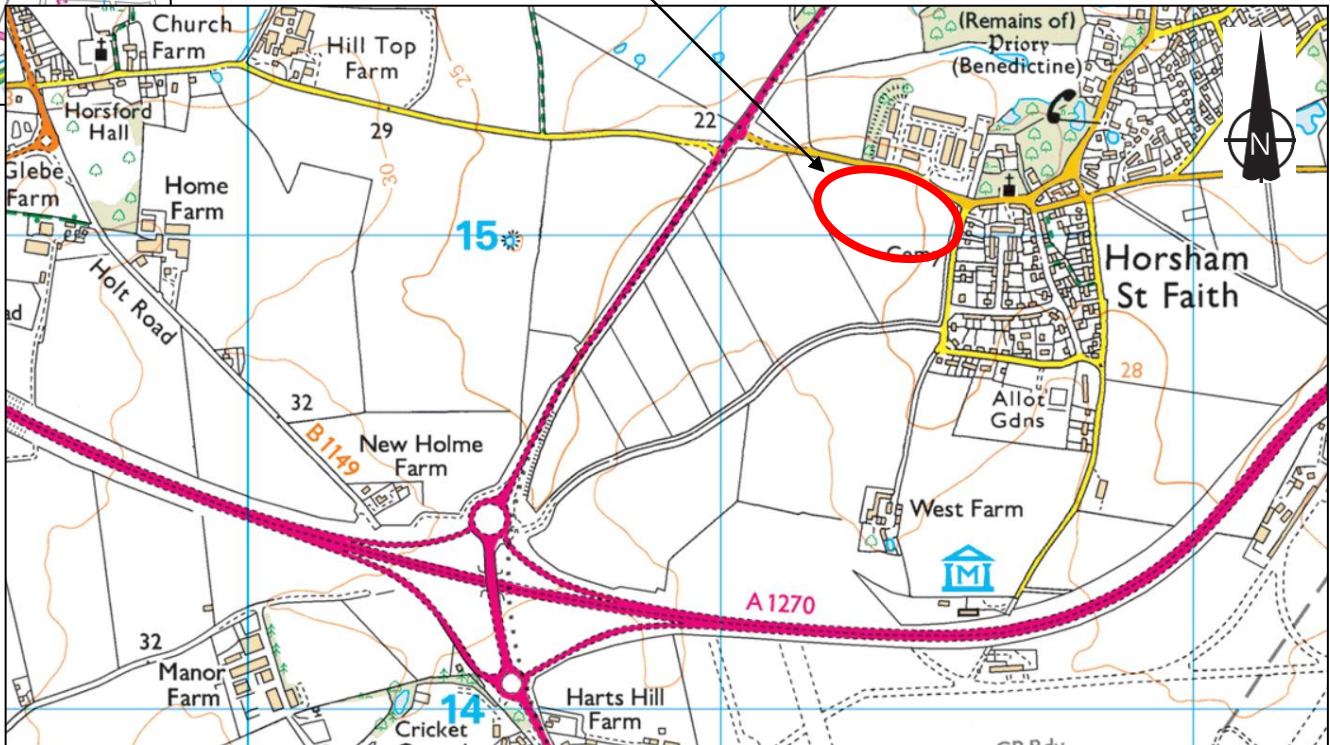 Church
Farm
Hill Top
Farm
(Remains of)
Priory
(Benedictine)
N
25
Horsford
Hall
29
22
30
Glebe
Farm
Home
Farm
15
Horsham
St Faith
Holt Road
ad
28
32
B1149
New Holme
Farm
Allot
Gdns
West Farm
M
A1270
32
Manor
Farm
14
Harts Hill
Farm
Cricket